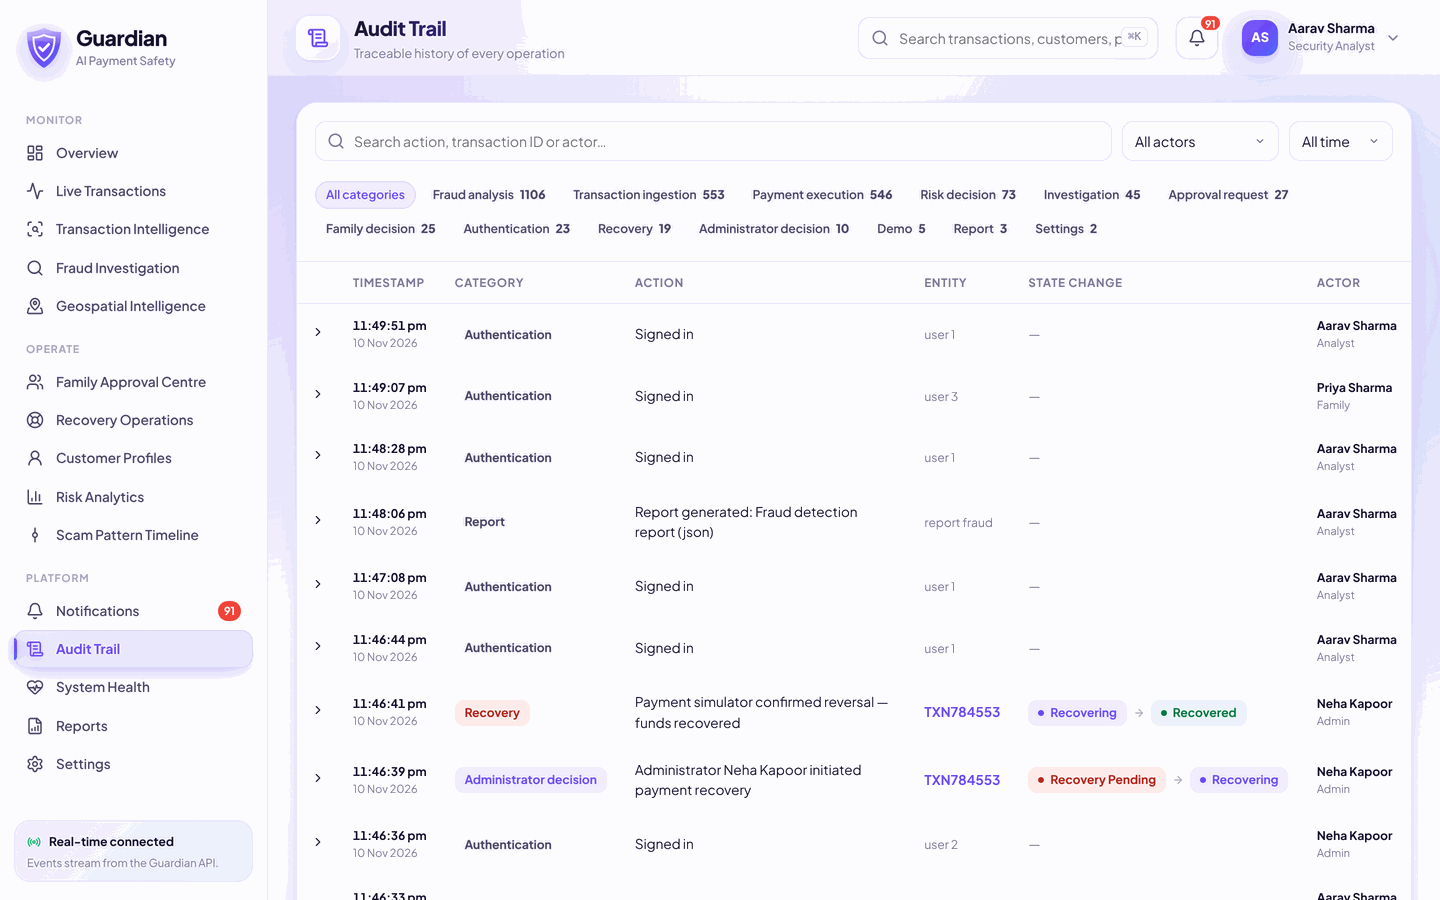 Guardian
AI Payment Safety
MONITOR
Overview
Live Transactions
Transaction Intelligence
Fraud Investigation
Geospatial Intelligence
OPERATE
Family Approval Centre
Recovery Operations
Customer Profiles
Risk Analytics
Scam Pattern Timeline
PLATFORM
Notifications 91
Audit Trail
System Health
Reports
Settings
Real-time connected
Events stream from the Guardian API.
Audit Trail
Traceable history of every operation
Search transactions, customers, p ⌘K
91
AS
Aarav Sharma
Security Analyst
Search action, transaction ID or actor...
All actors
All time
All categories Fraud analysis 1106 Transaction ingestion 553 Payment execution 546 Risk decision 73 Investigation 45 Approval request 27
Family decision 25 Authentication 23 Recovery 19 Administrator decision 10 Demo 5 Report 3 Settings 2
TIMESTAMP CATEGORY ACTION ENTITY STATE CHANGE ACTOR
11:49:51 pm Authentication Signed in user 1 — Aarav Sharma
10 Nov 2026 Analyst
11:49:07 pm Authentication Signed in user 3 — Priya Sharma
10 Nov 2026 Family
11:48:28 pm Authentication Signed in user 1 — Aarav Sharma
10 Nov 2026 Analyst
11:48:06 pm Report Report generated: Fraud detection report (json) report fraud — Aarav Sharma
10 Nov 2026 Analyst
11:47:08 pm Authentication Signed in user 1 — Aarav Sharma
10 Nov 2026 Analyst
11:46:44 pm Authentication Signed in user 1 — Aarav Sharma
10 Nov 2026 Analyst
11:46:41 pm Recovery Payment simulator confirmed reversal — funds recovered TXN784553 Recovering → Recovered Neha Kapoor
10 Nov 2026 Admin
11:46:39 pm Administrator decision Administrator Neha Kapoor initiated payment recovery TXN784553 Recovery Pending → Recovering Neha Kapoor
10 Nov 2026 Admin
11:46:36 pm Authentication Signed in user 2 — Neha Kapoor
10 Nov 2026 Admin
11:46:33 pm Aarav Sharma